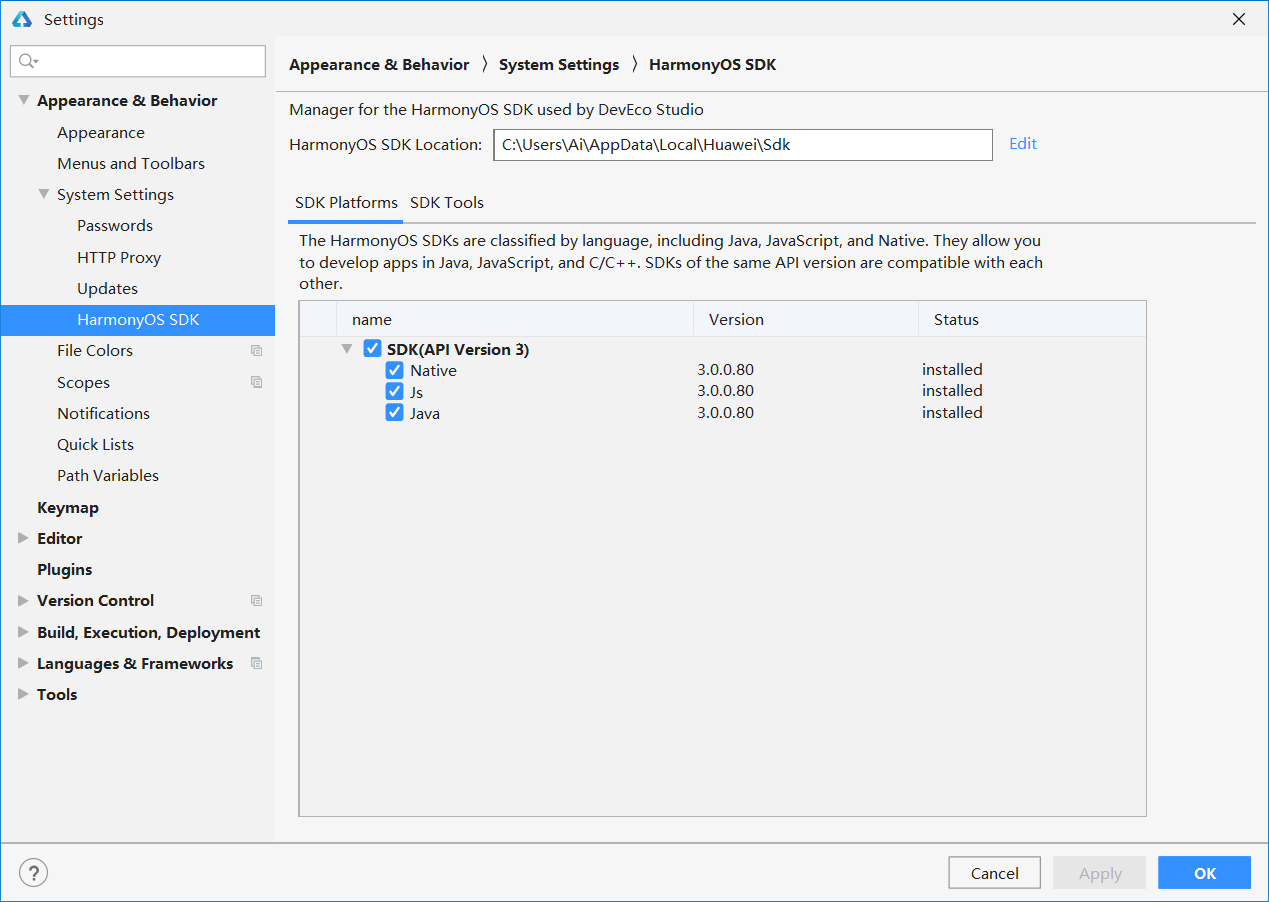 Settings
Appearance & Behavior
Appearance
Menus and Toolbars
System Settings
Passwords
HTTP Proxy
Updates
HarmonyOS SDK
File Colors
Scopes
Notifications
Quick Lists
Path Variables
Keymap
Editor
Plugins
Version Control
Build, Execution, Deployment
Languages & Frameworks
Tools
Appearance & Behavior 〉 System Settings 〉 HarmonyOS SDK
Manager for the HarmonyOS SDK used by DevEco Studio
HarmonyOS SDK Location: C:\Users\Ai\AppData\Local\Huawei\Sdk Edit
SDK Platforms SDK Tools
The HarmonyOS SDKs are classified by language, including Java, JavaScript, and Native. They allow you
to develop apps in Java, JavaScript, and C/C++. SDKs of the same API version are compatible with each
other.
name Version Status
SDK(API Version 3)
Native 3.0.0.80 installed
Js 3.0.0.80 installed
Java 3.0.0.80 installed
? Cancel Apply OK